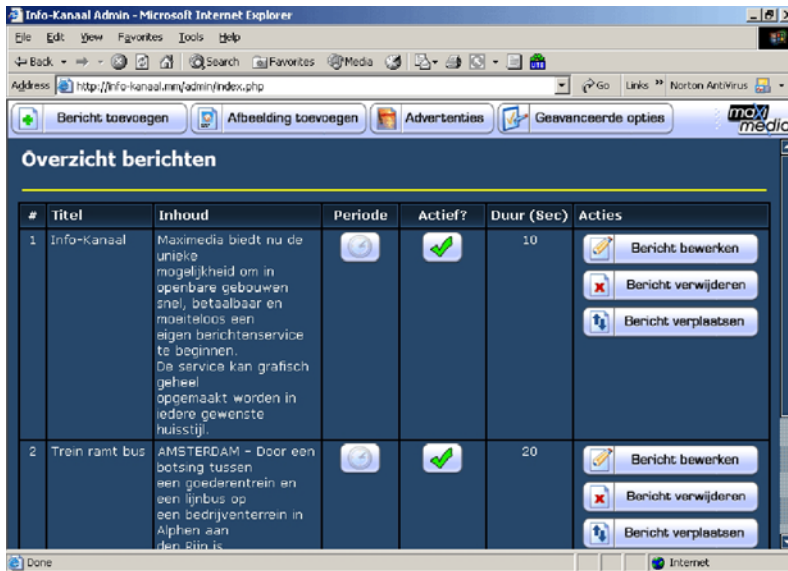 Info-Kanaal Admin - Microsoft Internet Explorer
File Edit View Favorites Tools Help
Back Search Favorites Media
Address http://info-kanaal.mm/admin/index.php Go Links » Norton AntiVirus
Bericht toevoegen Afbeelding toevoegen Advertenties Geavanceerde opties maxi
media
Overzicht berichten
# Titel Inhoud Periode Actief? Duur (Sec) Acties
1 Info-Kanaal Maximedia biedt nu de 10 Bericht bewerken
unieke
mogelijkheid om in
openbare gebouwen Bericht verwijderen
snel, betaalbaar en
moeiteloos een Bericht verplaatsen
eigen berichtenservice
te beginnen.
De service kan grafisch
geheel
opgemaakt worden in
iedere gewenste
huisstijl.
2 Trein ramt bus AMSTERDAM - Door een 20 Bericht bewerken
botsing tussen
een goederentrein en
een lijnbus op Bericht verwijderen
een bedrijventerrein in
Alphen aan Bericht verplaatsen
den Rijn is
Done Internet